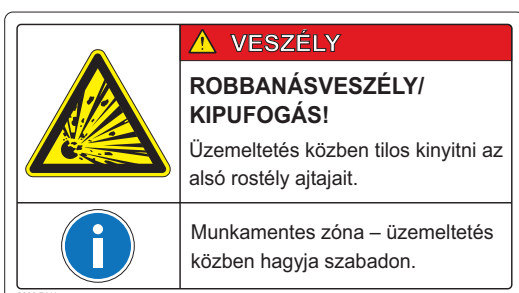 VESZÉLY
ROBBANÁSVESZÉLY/
KIPUFOGÁS!
Üzemeltetés közben tilos kinyitni az
alsó rostély ajtajait.
Munkamentes zóna – üzemeltetés
közben hagyja szabadon.